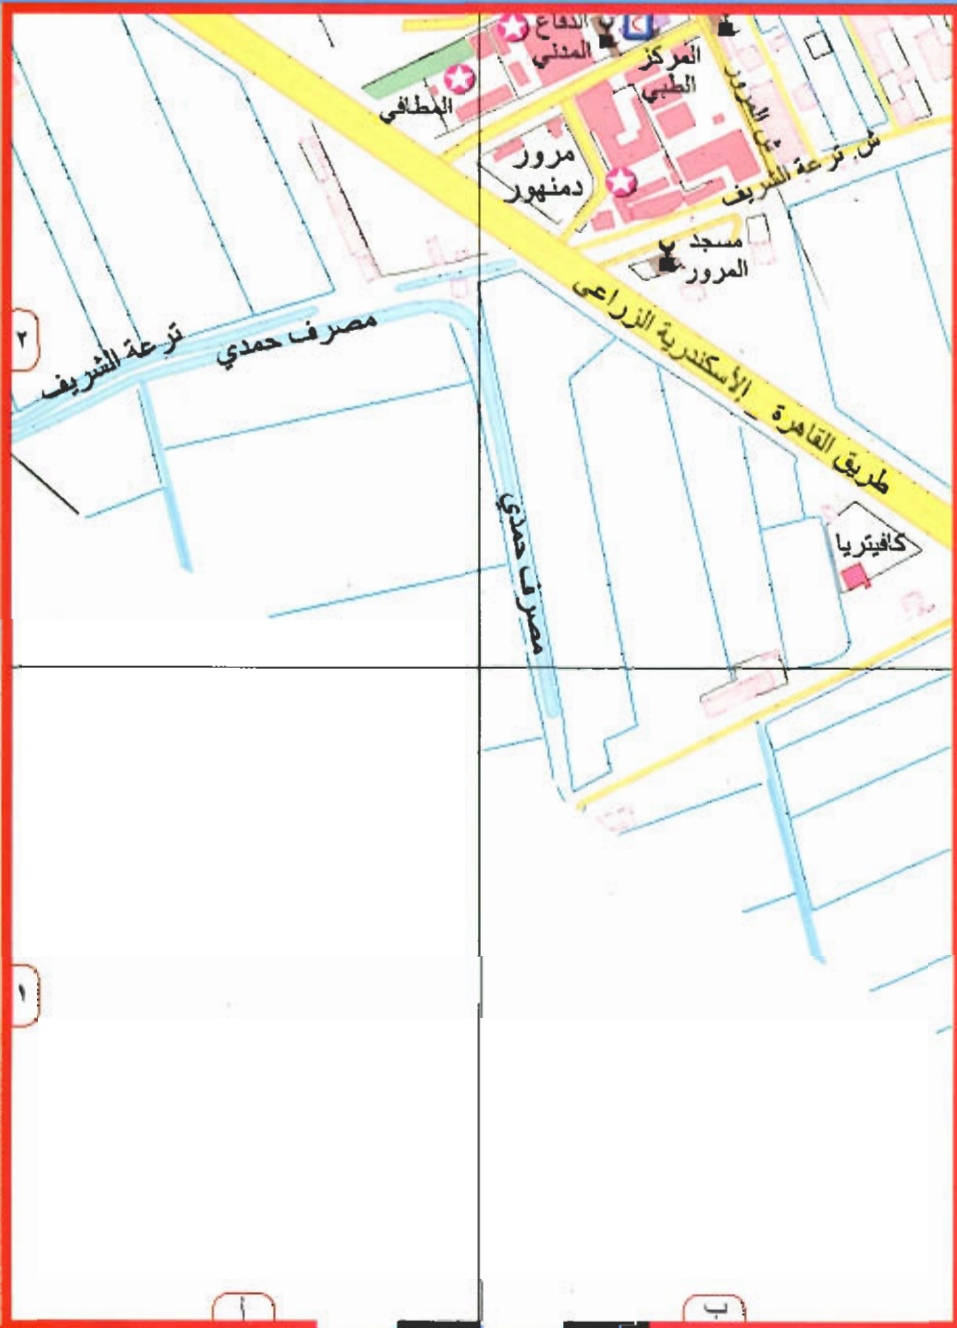 الدفاع
المدني
المركز
الطبي
المطافي
ش المرور
مرور
دمنهور
ش. ترعة الشريف
مسجد
المرور
طريق القاهرة _ الأسكندرية الزراعى
مصرف حمدي
ترعة الشريف
٢
مصرف حمدي
كافيتريا
١
أ
ب